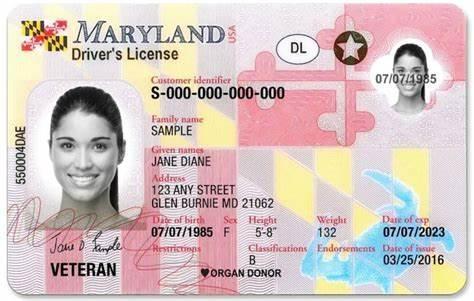 MARYLAND USA
Driver's License
DL
Customer identifier
S-000-000-000-000
07/07/1985
Family name
SAMPLE
Given names
JANE DIANE
Address
123 ANY STREET
GLEN BURNIE MD 21062
550004DAE
Date of birth Sex Height Weight Date of exp
07/07/1985 F 5'-8" 132 07/07/2023
Restrictions Classifications Endorsements Date of issue
B 03/25/2016
Jane D Sample
VETERAN
♥ORGAN DONOR